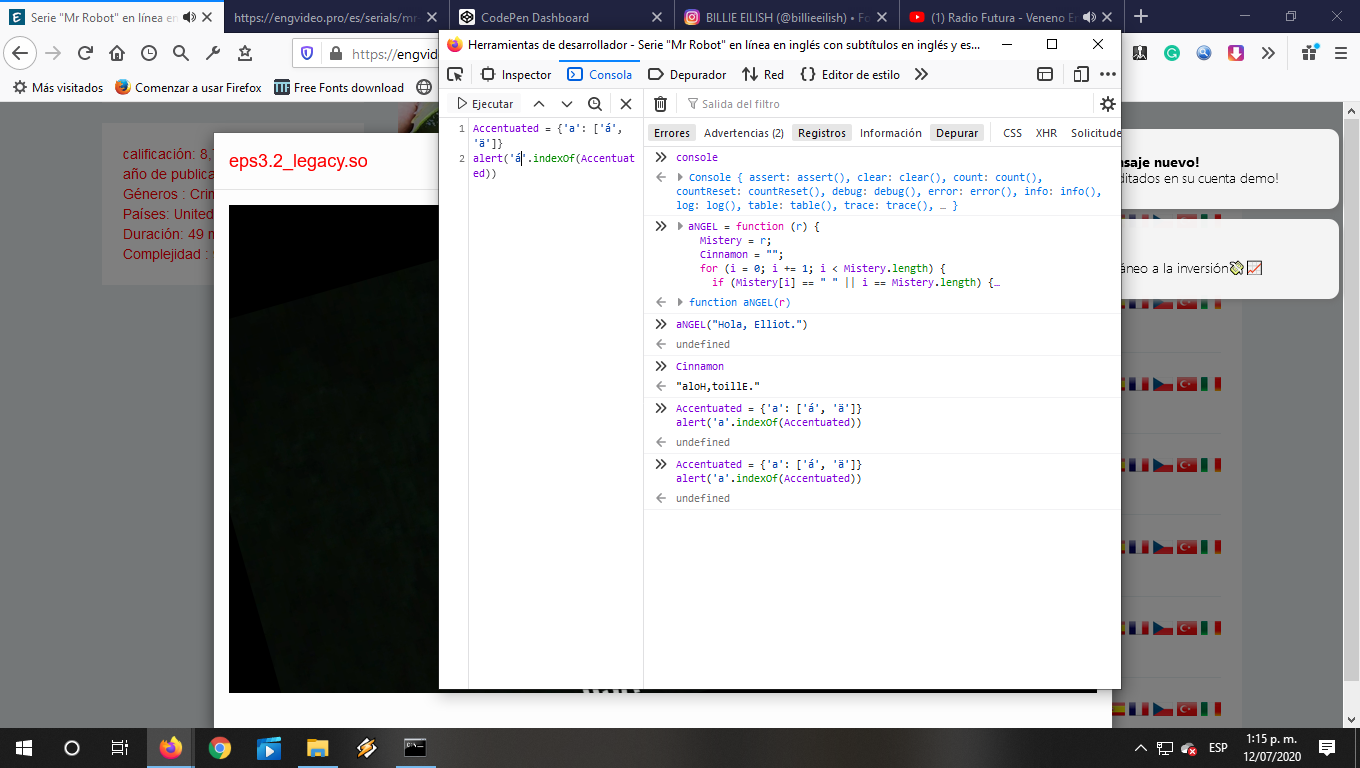 Serie "Mr Robot" en línea en
https://engvideo.pro/es/serials/mr
CodePen Dashboard
BILLIE EILISH (@billieeilish) • Fo
(1) Radio Futura - Veneno En
https://engvid
Más visitados
Comenzar a usar Firefox
Free Fonts download
Herramientas de desarrollador - Serie "Mr Robot" en línea en inglés con subtítulos en inglés y es...
Inspector
Consola
Depurador
Red
Editor de estilo
Ejecutar
Salida del filtro
Errores
Advertencias (2)
Registros
Información
Depurar
CSS
XHR
Solicitude
1 Accentuated = {'a': ['á',
'ä']}
2 alert('á'.indexOf(Accentuat
ed))
console
Console { assert: assert(), clear: clear(), count: count(),
countReset: countReset(), debug: debug(), error: error(), info: info(),
log: log(), table: table(), trace: trace(), … }
aNGEL = function (r) {
Mistery = r;
Cinnamon = "";
for (i = 0; i += 1; i < Mistery.length) {
if (Mistery[i] == " " || i == Mistery.length) {…
function aNGEL(r)
aNGEL("Hola, Elliot.")
undefined
Cinnamon
"aloH,toillE."
Accentuated = {'a': ['á', 'ä']}
alert('a'.indexOf(Accentuated))
undefined
Accentuated = {'a': ['á', 'ä']}
alert('a'.indexOf(Accentuated))
undefined
calificación: 8,
año de publica
Géneros : Crin
Países: United
Duración: 49 m
Complejidad :
eps3.2_legacy.so
nsaje nuevo!
ditados en su cuenta demo!
áneo a la inversión
ESP
1:15 p. m.
12/07/2020